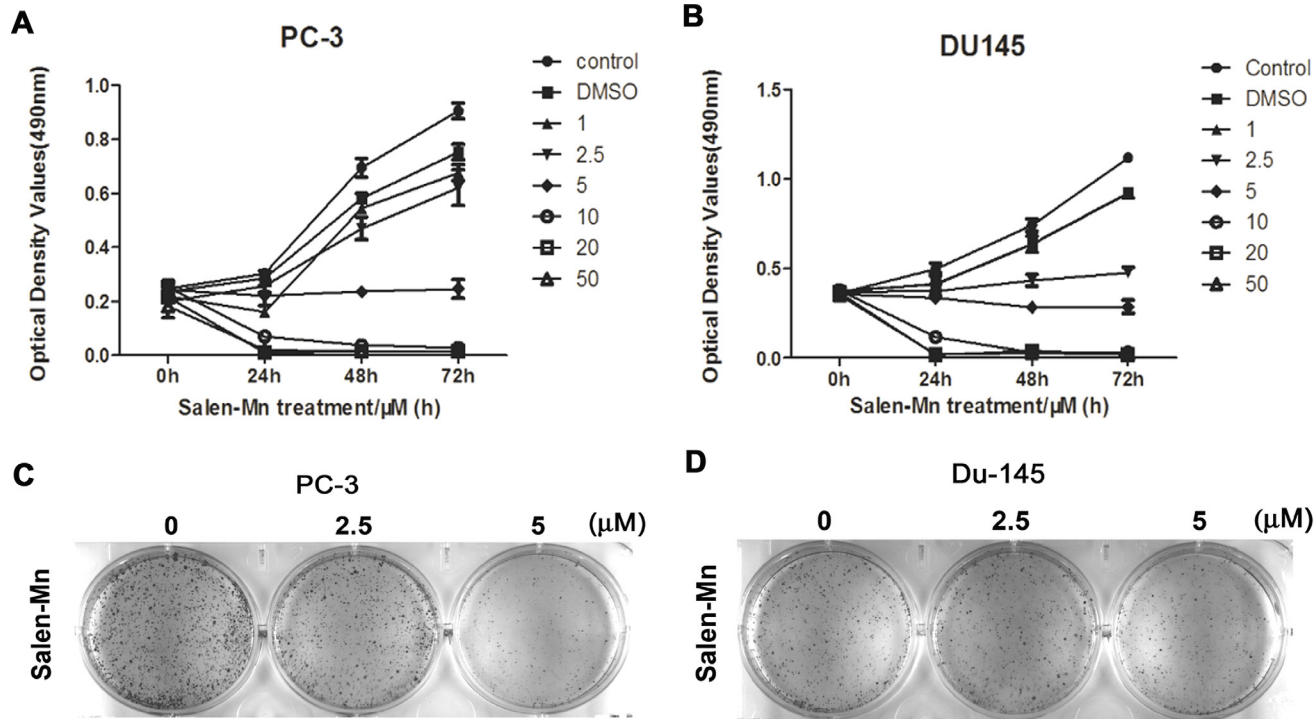 A
PC-3
Optical Density Values(490nm)
1.0
0.8
0.6
0.4
0.2
0.0
0h 24h 48h 72h
Salen-Mn treatment/μM (h)
control
DMSO
1
2.5
5
10
20
50
B
DU145
Optical Density Values(490nm)
1.5
1.0
0.5
0.0
0h 24h 48h 72h
Salen-Mn treatment/μM (h)
Control
DMSO
1
2.5
5
10
20
50
C
PC-3
0 2.5 5 (μM)
Salen-Mn
D
Du-145
0 2.5 5 (μM)
Salen-Mn